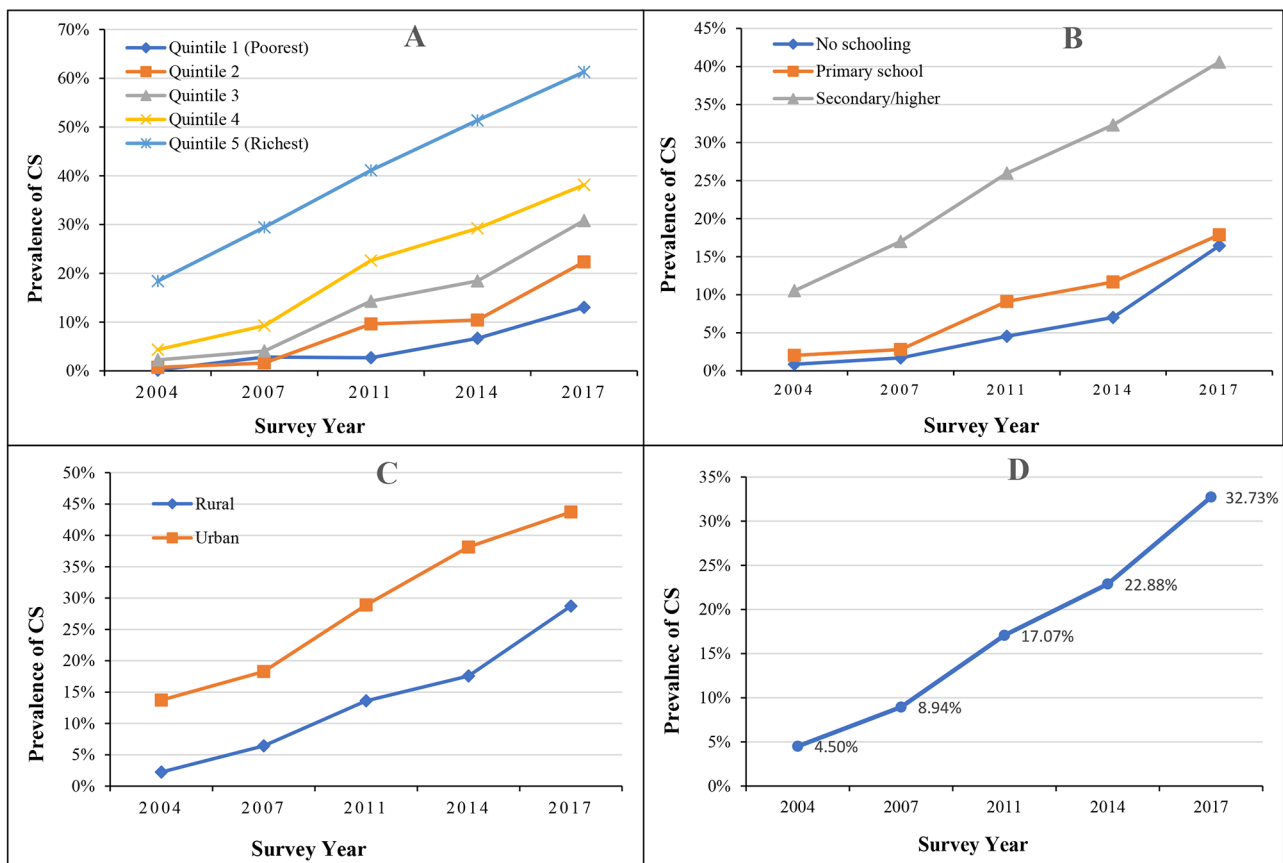 A
70%
60%
50%
40%
30%
20%
10%
0%
Prevalence of CS
Quintile 1 (Poorest)
Quintile 2
Quintile 3
Quintile 4
Quintile 5 (Richest)
2004 2007 2011 2014 2017
Survey Year
B
45%
40%
35%
30%
25%
20%
15%
10%
5%
0%
Prevalence of CS
No schooling
Primary school
Secondary/higher
2004 2007 2011 2014 2017
Survey Year
C
50%
45%
40%
35%
30%
25%
20%
15%
10%
5%
0%
Prevalence of CS
Rural
Urban
2004 2007 2011 2014 2017
Survey Year
D
35%
30%
25%
20%
15%
10%
5%
0%
Prevalnec of CS
4.50%
8.94%
17.07%
22.88%
32.73%
2004 2007 2011 2014 2017
Survey Year